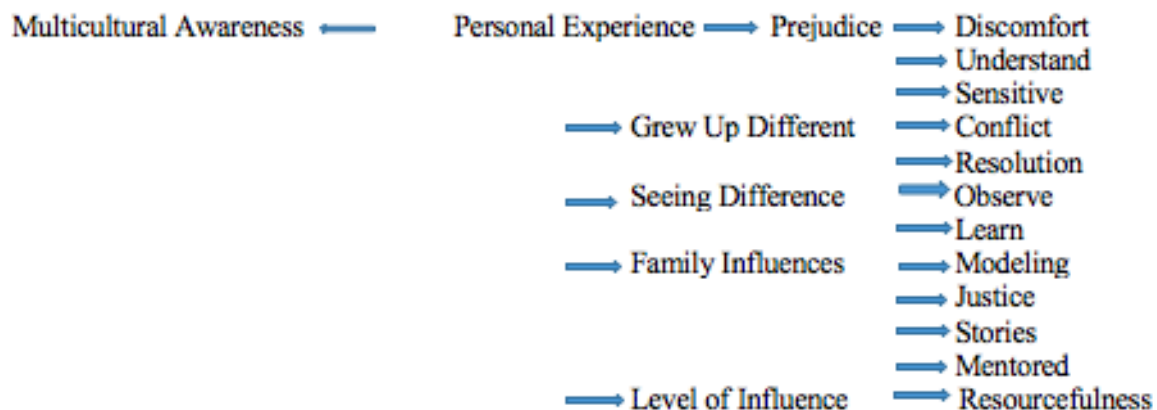 Multicultural Awareness Personal Experience Prejudice Discomfort
Understand
Sensitive
Grew Up Different Conflict
Resolution
Seeing Difference Observe
Learn
Family Influences Modeling
Justice
Stories
Mentored
Level of Influence Resourcefulness